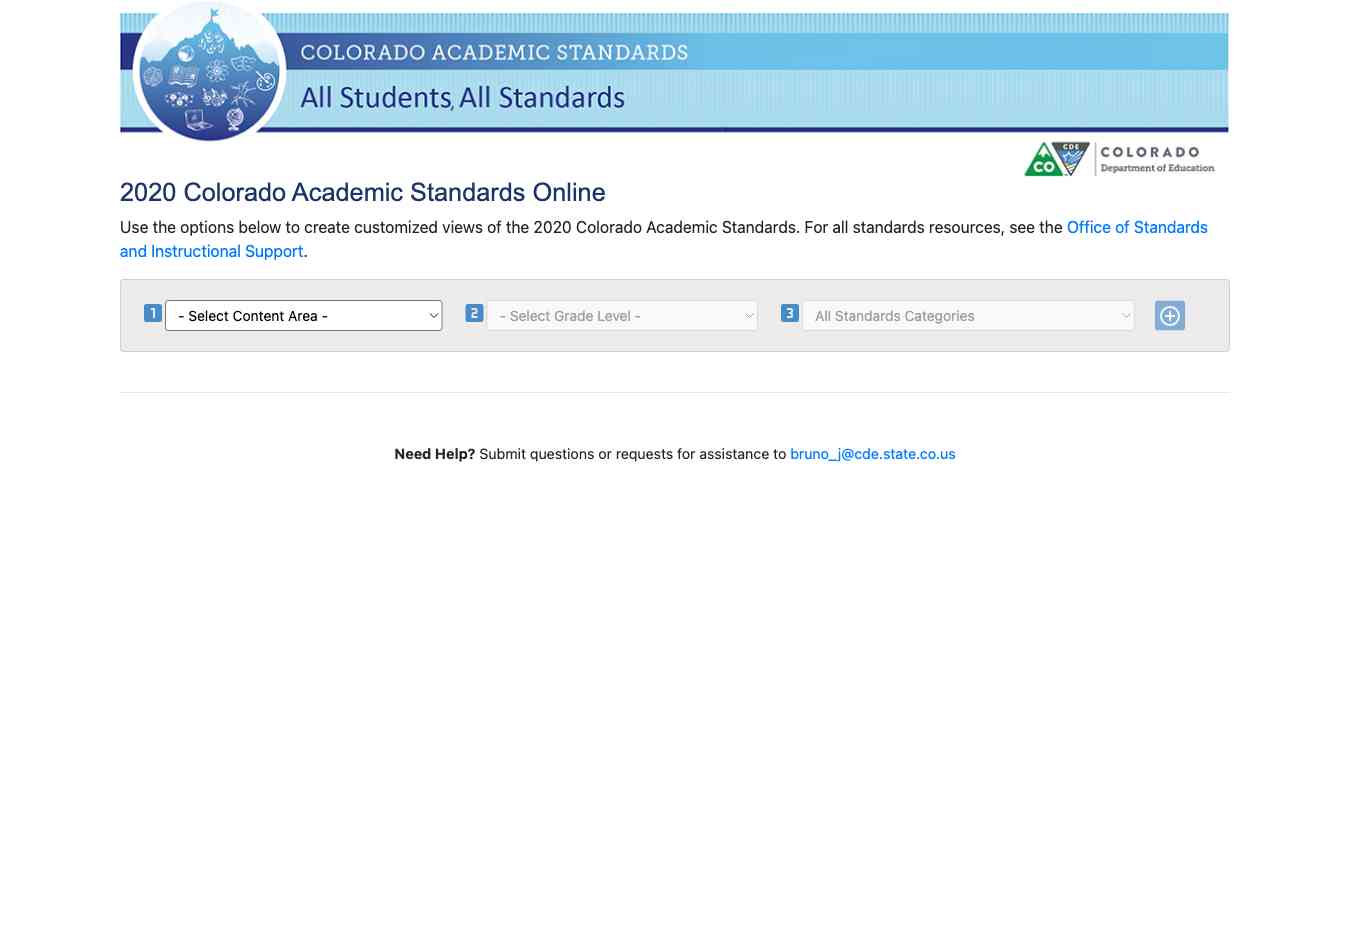 COLORADO ACADEMIC STANDARDS
All Students, All Standards
CDE
CO
COLORADO
Department of Education
2020 Colorado Academic Standards Online
Use the options below to create customized views of the 2020 Colorado Academic Standards. For all standards resources, see the Office of Standards
and Instructional Support.
1 - Select Content Area - 2 - Select Grade Level - 3 All Standards Categories
Need Help? Submit questions or requests for assistance to bruno_j@cde.state.co.us